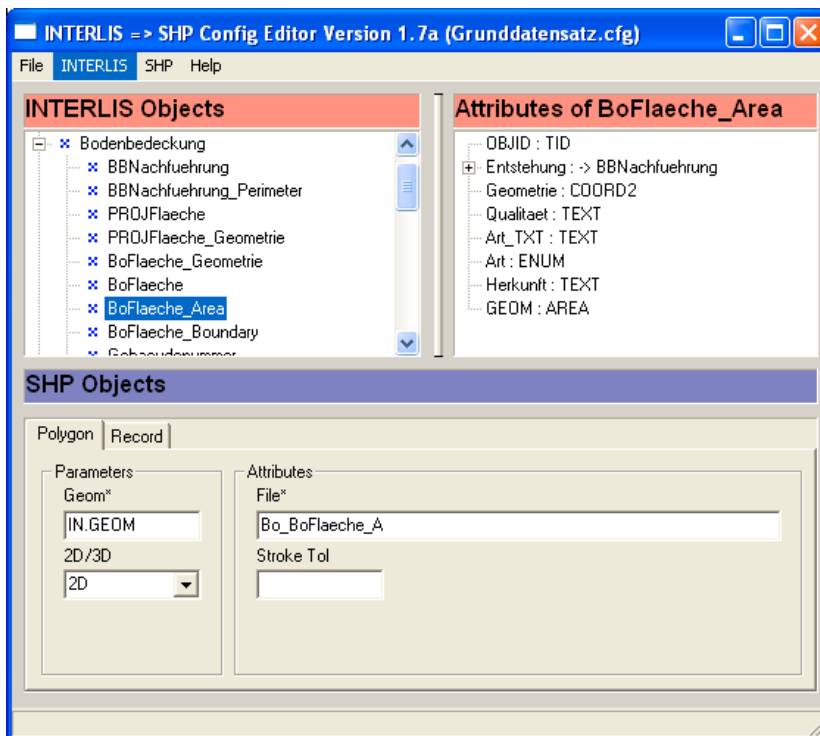 INTERLIS => SHP Config Editor Version 1.7a (Grunddatensatz.cfg)
File INTERLIS SHP Help
INTERLIS Objects
Bodenbedeckung
BBNachfuehrung
BBNachfuehrung_Perimeter
PROJFlaeche
PROJFlaeche_Geometrie
BoFlaeche_Geometrie
BoFlaeche
BoFlaeche_Area
BoFlaeche_Boundary
Gebaeudenummer
Attributes of BoFlaeche_Area
OBJID : TID
Entstehung : -> BBNachfuehrung
Geometrie : COORD2
Qualitaet : TEXT
Art_TXT : TEXT
Art : ENUM
Herkunft : TEXT
GEOM : AREA
SHP Objects
Polygon Record
Parameters
Geom*
IN.GEOM
2D/3D
2D
Attributes
File*
Bo_BoFlaeche_A
Stroke Tol